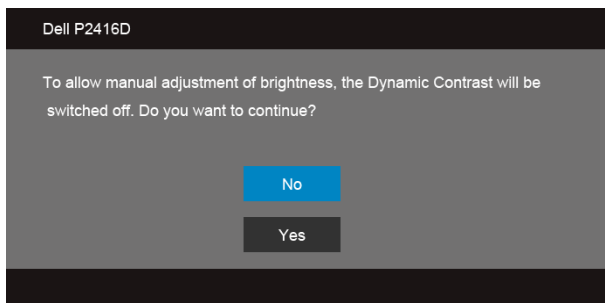 Dell P2416D
To allow manual adjustment of brightness, the Dynamic Contrast will be
switched off. Do you want to continue?
No
Yes